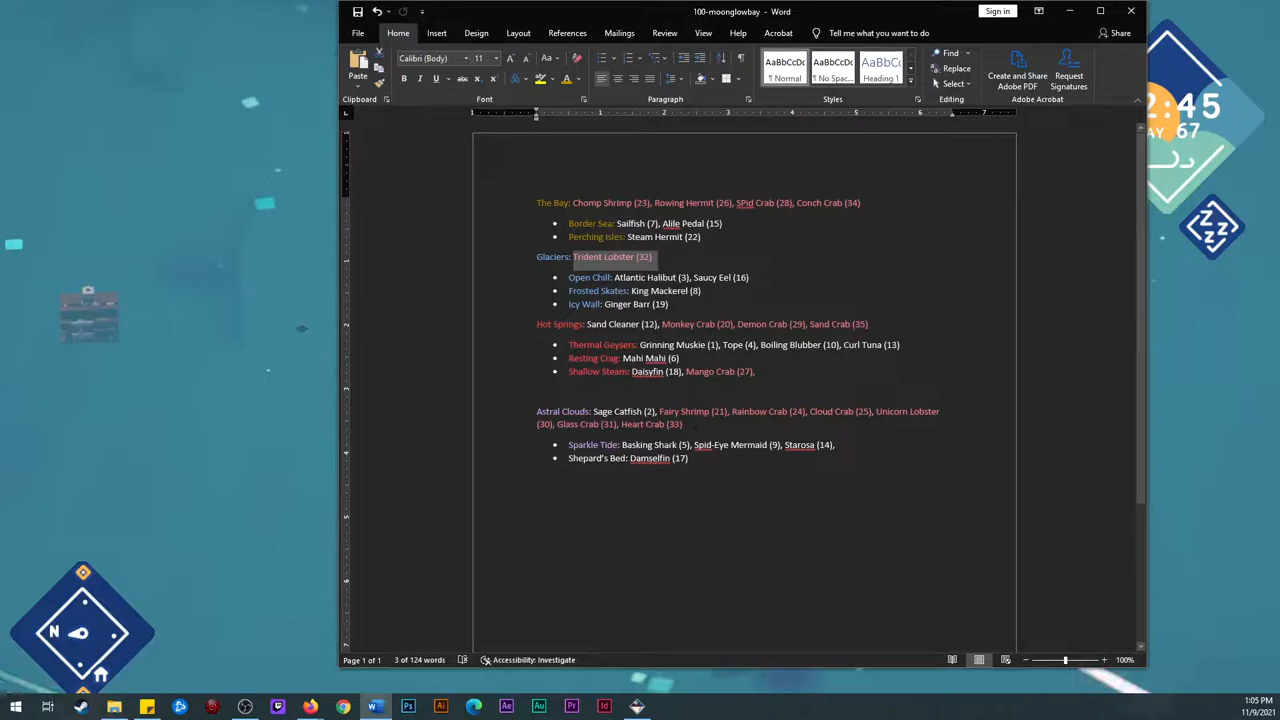 100-moonglowbay - Word
Sign in
File Home Insert Design Layout References Mailings Review View Help Acrobat Tell me what you want to do Share
Paste
Calibri (Body) 11
AaBbCcDc AaBbCcDc AaBbCc
¶ Normal ¶ No Spac... Heading 1
Find
Replace
Select
Create and Share Adobe PDF
Request Signatures
Clipboard Font Paragraph Styles Editing Adobe Acrobat
The Bay: Chomp Shrimp (23), Rowing Hermit (26), SPid Crab (28), Conch Crab (34)
• Border Sea: Sailfish (7), Alile Pedal (15)
• Perching Isles: Steam Hermit (22)
Glaciers: Trident Lobster (32)
• Open Chill: Atlantic Halibut (3), Saucy Eel (16)
• Frosted Skates: King Mackerel (8)
• Icy Wall: Ginger Barr (19)
Hot Springs: Sand Cleaner (12), Monkey Crab (20), Demon Crab (29), Sand Crab (35)
• Thermal Geysers: Grinning Muskie (1), Tope (4), Boiling Blubber (10), Curl Tuna (13)
• Resting Crag: Mahi Mahi (6)
• Shallow Steam: Daisyfin (18), Mango Crab (27),
Astral Clouds: Sage Catfish (2), Fairy Shrimp (21), Rainbow Crab (24), Cloud Crab (25), Unicorn Lobster
(30), Glass Crab (31), Heart Crab (33)
• Sparkle Tide: Basking Shark (5), Spid-Eye Mermaid (9), Starosa (14),
• Shepard's Bed: Damselfin (17)
Page 1 of 1 3 of 124 words Accessibility: Investigate 100%
2:45
67
ZZZ
N
1:05 PM
11/9/2021